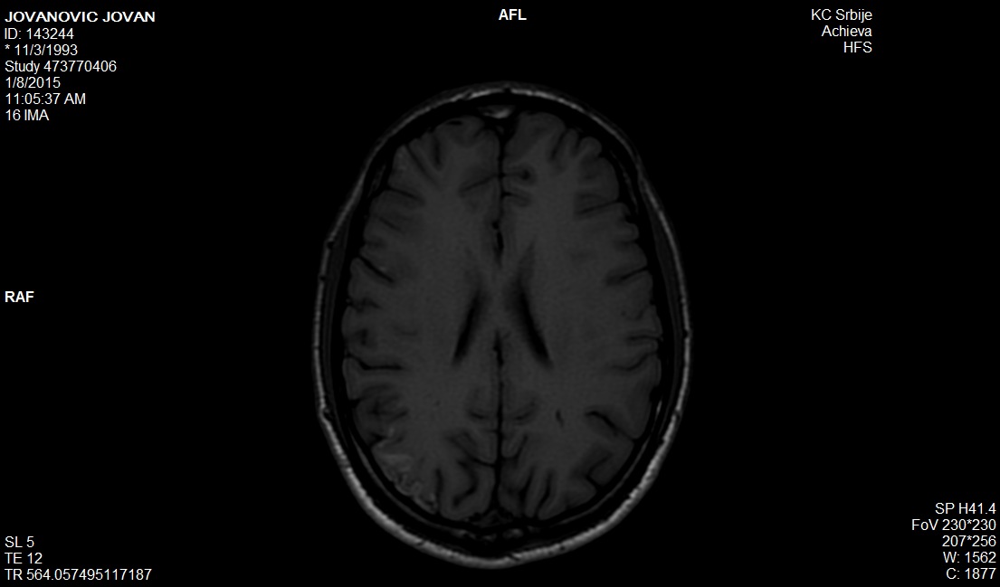 JOVANOVIC JOVAN
ID: 143244
* 11/3/1993
Study 473770406
1/8/2015
11:05:37 AM
16 IMA
AFL
KC Srbije
Achieva
HFS
RAF
SL 5
TE 12
TR 564.057495117187
SP H41.4
FoV 230*230
207*256
W: 1562
C: 1877